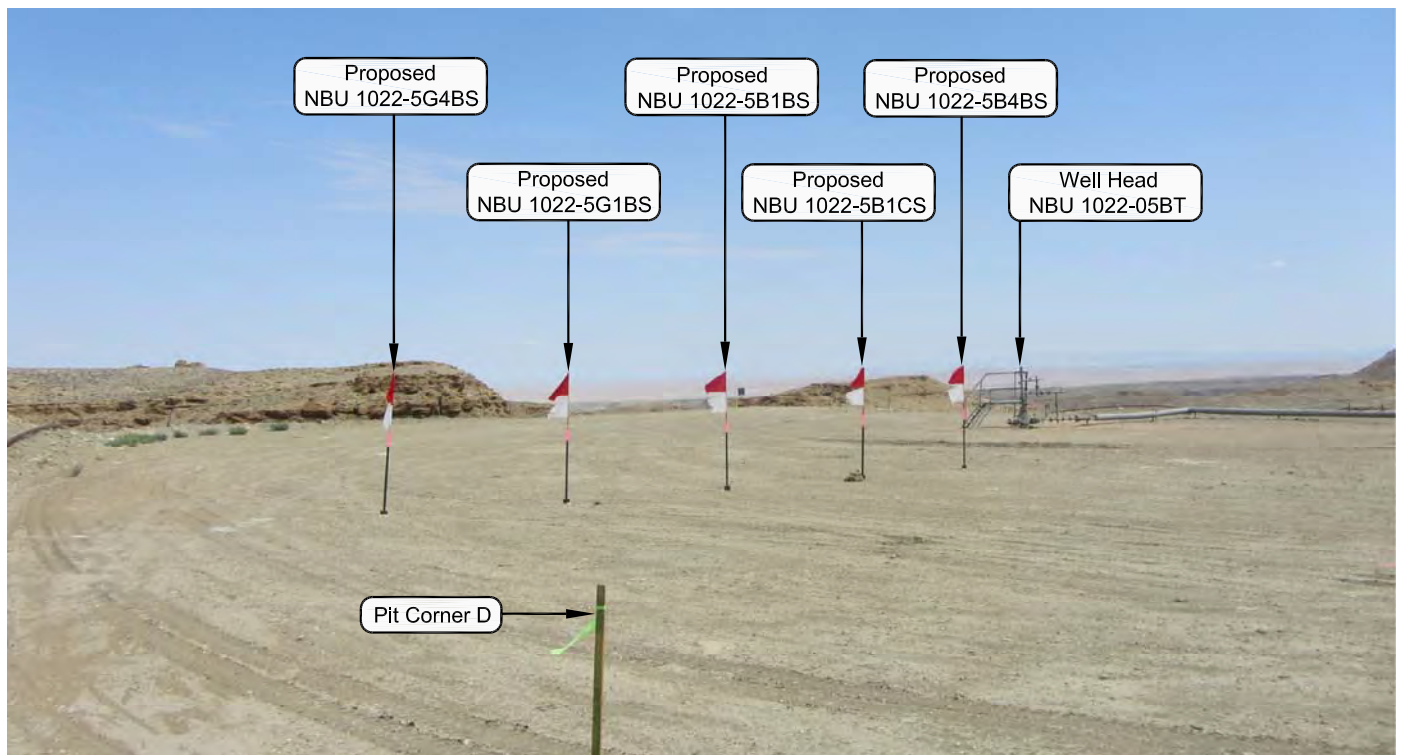 Proposed
NBU 1022-5G4BS
Proposed
NBU 1022-5B1BS
Proposed
NBU 1022-5B4BS
Proposed
NBU 1022-5G1BS
Proposed
NBU 1022-5B1CS
Well Head
NBU 1022-05BT
Pit Corner D